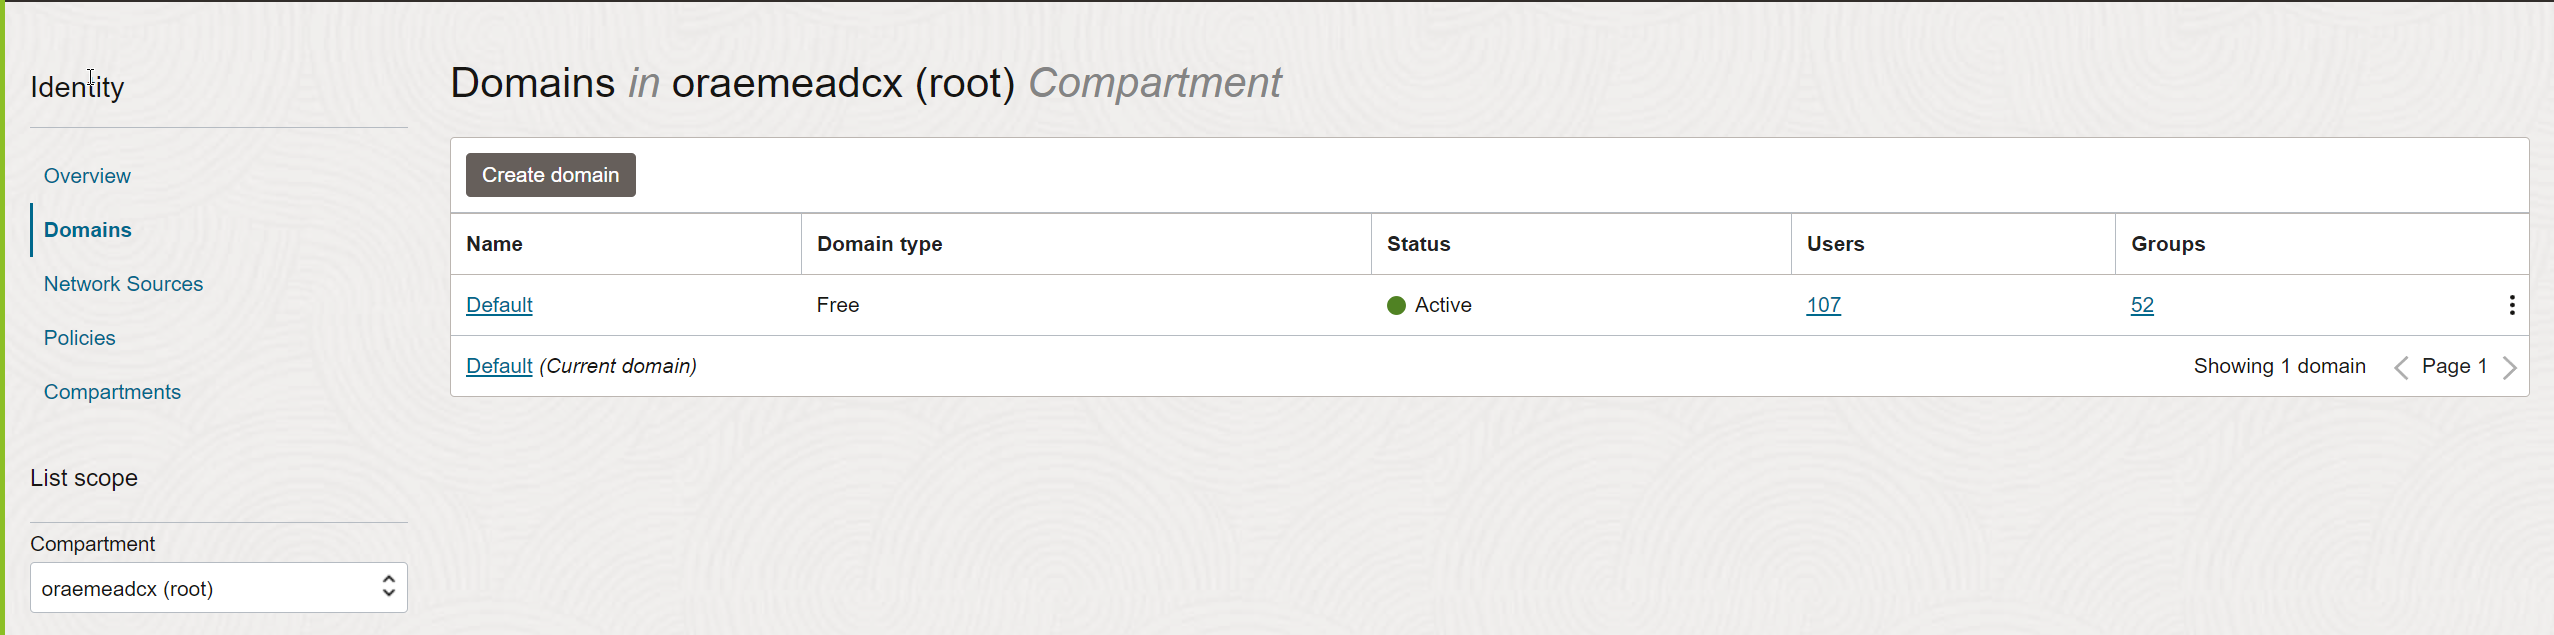 Identity
Overview
Domains
Network Sources
Policies
Compartments
List scope
Compartment
oraemeadcx (root)
Domains in oraemeadcx (root) Compartment
Create domain
Name Domain type Status Users Groups
Default Free Active 107 52
Default (Current domain) Showing 1 domain Page 1